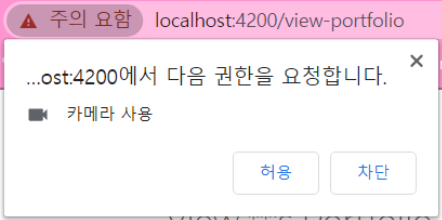 주의 요함 localhost:4200/view-portfolio
...ost:4200에서 다음 권한을 요청합니다.
카메라 사용
허용 차단